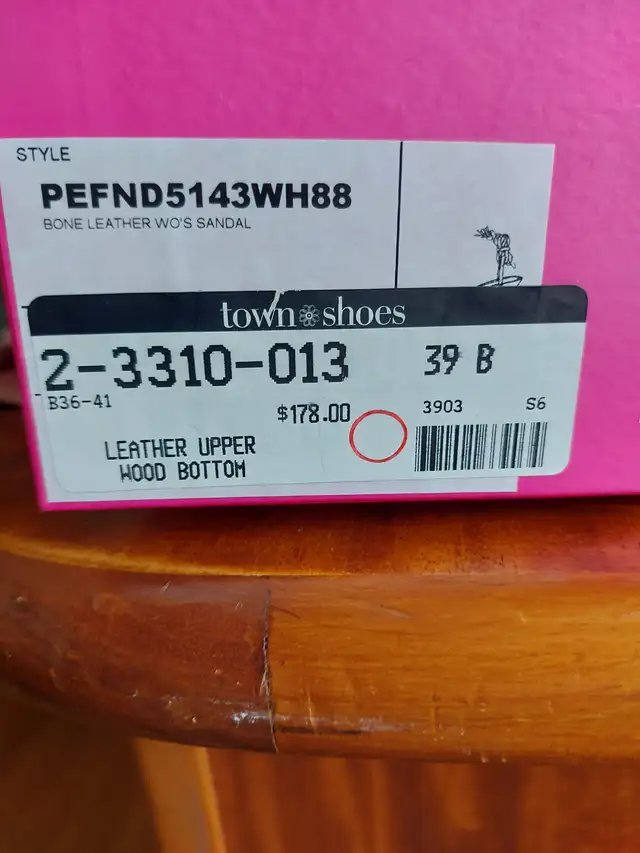 STYLE
PEFND5143WH88
BONE LEATHER WO'S SANDAL
town shoes
2-3310-013 39 B
B36-41
$178.00 3903 S6
LEATHER UPPER
WOOD BOTTOM